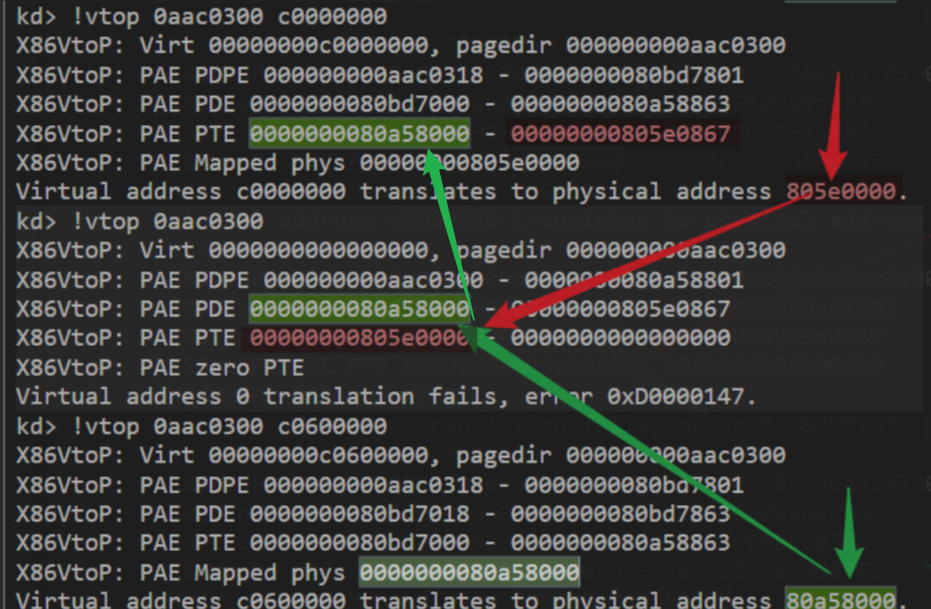 kd> !vtop 0aac0300 c0000000
X86VtoP: Virt 00000000c0000000, pagedir 000000000aac0300
X86VtoP: PAE PDPE 000000000aac0318 - 0000000080bd7801
X86VtoP: PAE PDE 0000000080bd7000 - 0000000080a58863
X86VtoP: PAE PTE 0000000080a58000 - 00000000805e0867
X86VtoP: PAE Mapped phys 00000000805e0000
Virtual address c0000000 translates to physical address 805e0000.
kd> !vtop 0aac0300
X86VtoP: Virt 0000000000000000, pagedir 000000000aac0300
X86VtoP: PAE PDPE 000000000aac0300 - 0000000080a58801
X86VtoP: PAE PDE 0000000080a58000 - 00000000805e0867
X86VtoP: PAE PTE 00000000805e0000 - 0000000000000000
X86VtoP: PAE zero PTE
Virtual address 0 translation fails, error 0xD0000147.
kd> !vtop 0aac0300 c0600000
X86VtoP: Virt 00000000c0600000, pagedir 000000000aac0300
X86VtoP: PAE PDPE 000000000aac0318 - 0000000080bd7801
X86VtoP: PAE PDE 0000000080bd7018 - 0000000080bd7863
X86VtoP: PAE PTE 0000000080bd7000 - 0000000080a58863
X86VtoP: PAE Mapped phys 0000000080a58000
Virtual address c0600000 translates to physical address 80a58000.